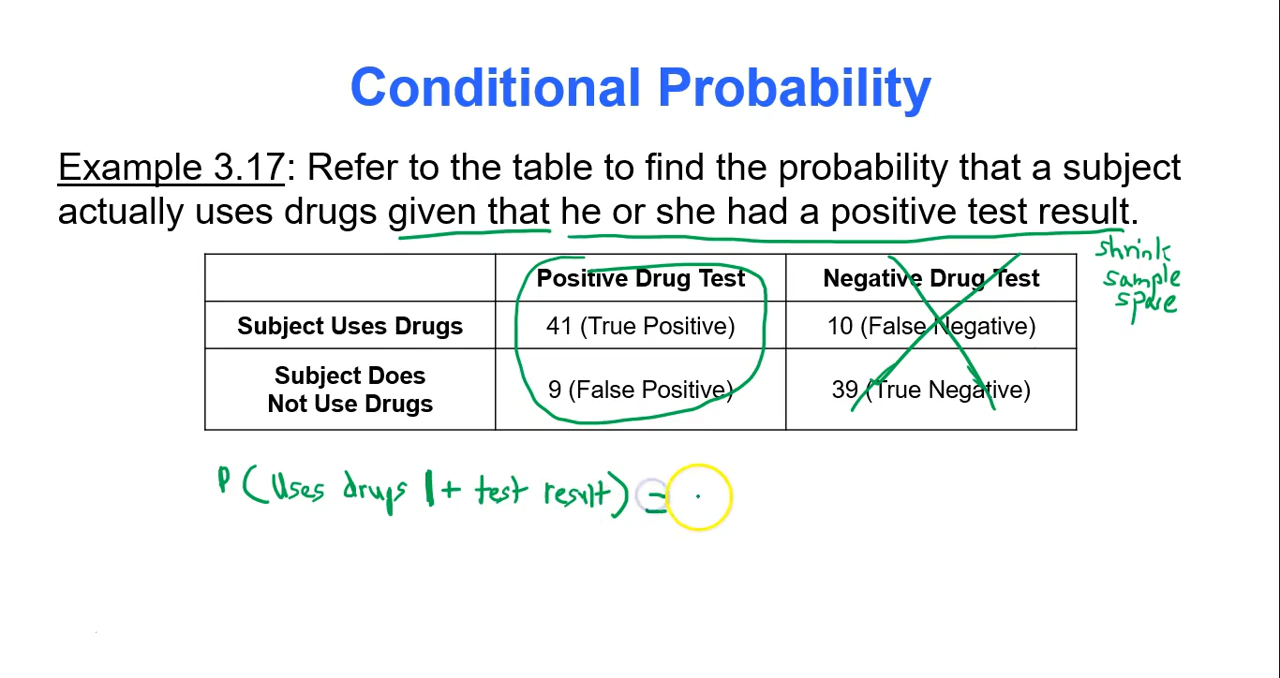 Conditional Probability
Example 3.17: Refer to the table to find the probability that a subject
actually uses drugs given that he or she had a positive test result.
shrink
sample
space
Positive Drug Test Negative Drug Test
Subject Uses Drugs 41 (True Positive) 10 (False Negative)
Subject Does
Not Use Drugs 9 (False Positive) 39 (True Negative)
P (Uses drugs | + test result) =